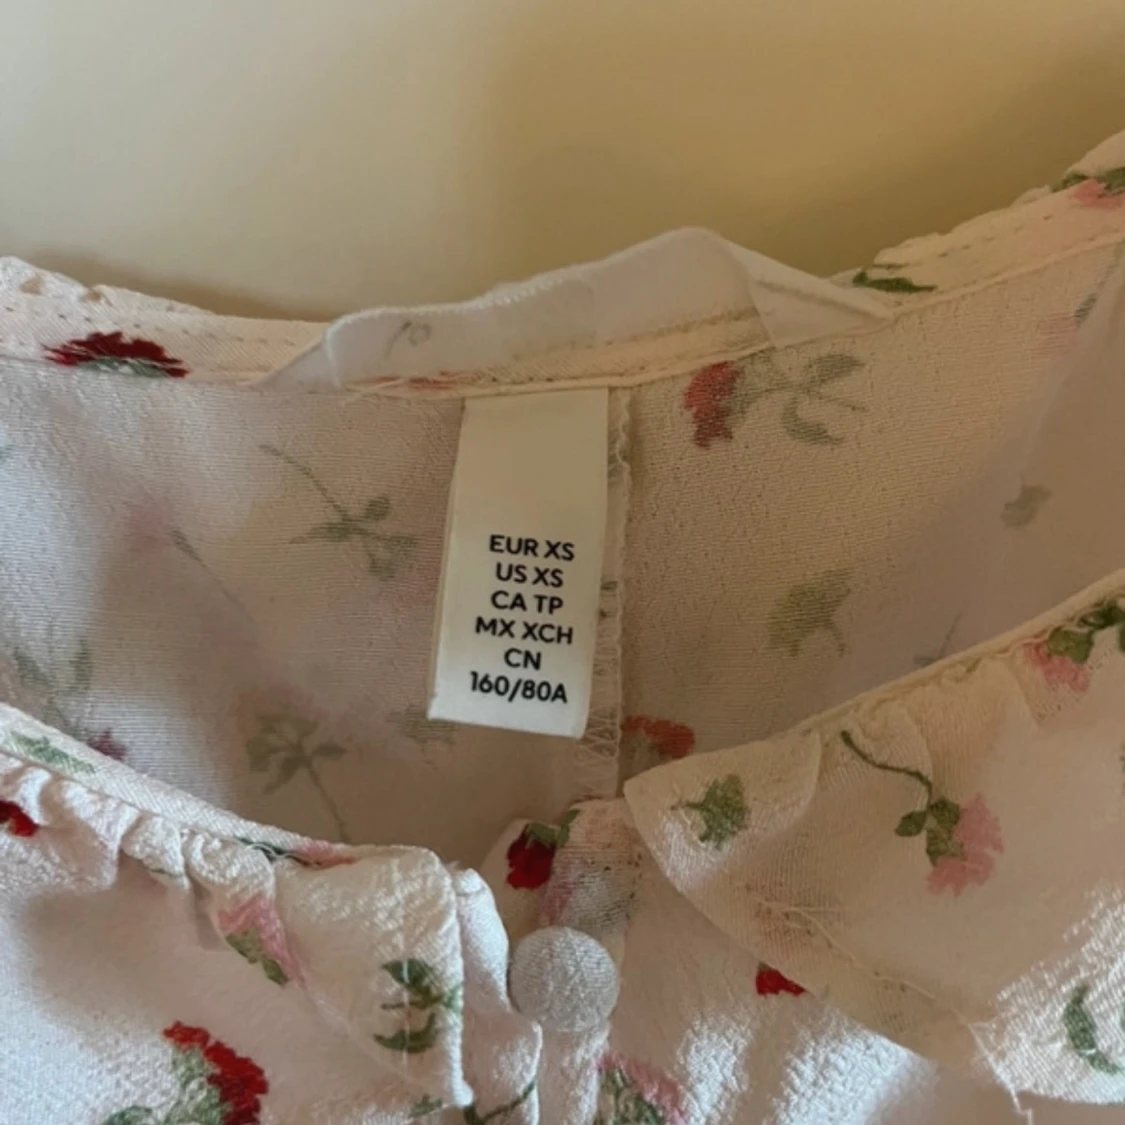 EUR XS
US XS
CA TP
MX XCH
CN
160/80A